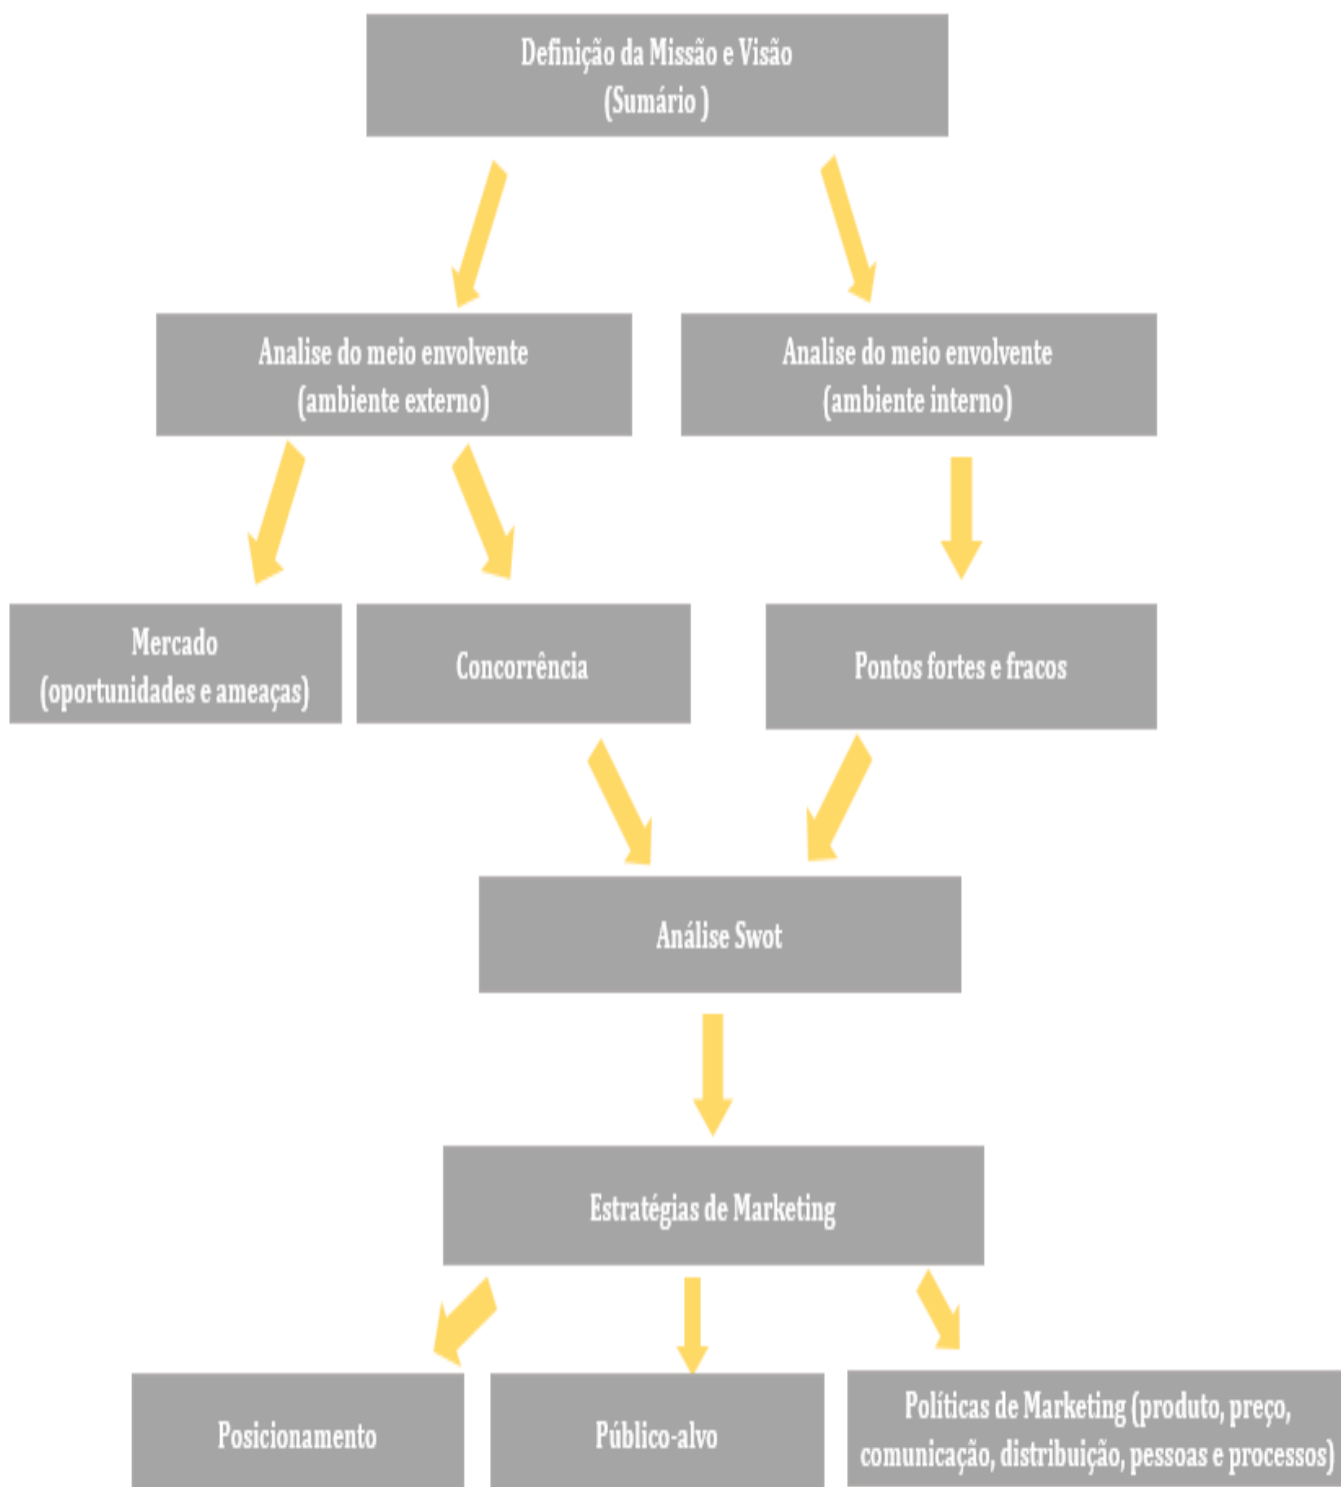 Definição da Missão e Visão
(Sumário )
Analise do meio envolvente
(ambiente externo)
Analise do meio envolvente
(ambiente interno)
Mercado
(oportunidades e ameaças)
Concorrência
Pontos fortes e fracos
Análise Swot
Estratégias de Marketing
Posicionamento
Público-alvo
Políticas de Marketing (produto, preço,
comunicação, distribuição, pessoas e processos)